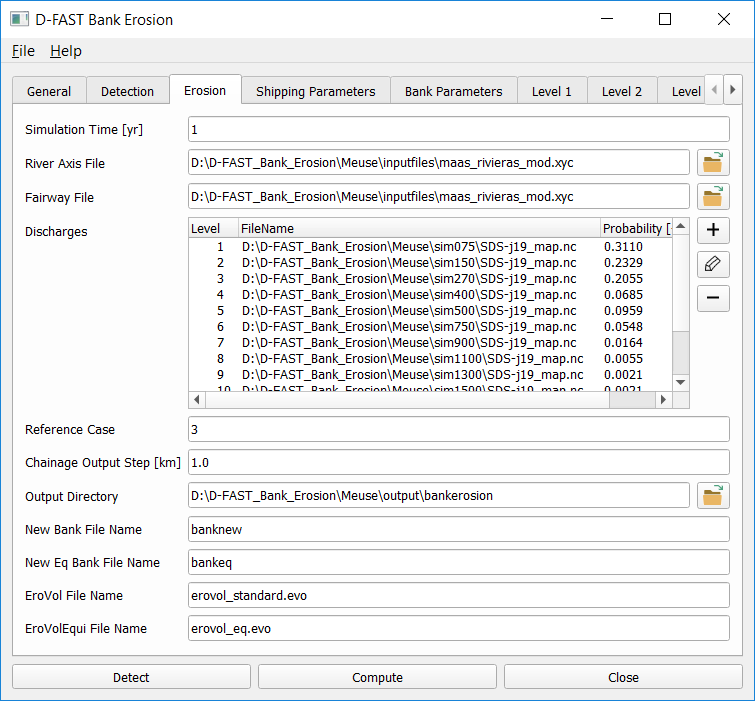 D-FAST Bank Erosion
File Help
General Detection Erosion Shipping Parameters Bank Parameters Level 1 Level 2 Level
Simulation Time [yr] 1
River Axis File D:\D-FAST_Bank_Erosion\Meuse\inputfiles\maas_rivieras_mod.xyc
Fairway File D:\D-FAST_Bank_Erosion\Meuse\inputfiles\maas_rivieras_mod.xyc
Discharges Level FileName Probability [
1 D:\D-FAST_Bank_Erosion\Meuse\sim075\SDS-j19_map.nc 0.3110
2 D:\D-FAST_Bank_Erosion\Meuse\sim150\SDS-j19_map.nc 0.2329
3 D:\D-FAST_Bank_Erosion\Meuse\sim270\SDS-j19_map.nc 0.2055
4 D:\D-FAST_Bank_Erosion\Meuse\sim400\SDS-j19_map.nc 0.0685
5 D:\D-FAST_Bank_Erosion\Meuse\sim500\SDS-j19_map.nc 0.0959
6 D:\D-FAST_Bank_Erosion\Meuse\sim750\SDS-j19_map.nc 0.0548
7 D:\D-FAST_Bank_Erosion\Meuse\sim900\SDS-j19_map.nc 0.0164
8 D:\D-FAST_Bank_Erosion\Meuse\sim1100\SDS-j19_map.nc 0.0055
9 D:\D-FAST_Bank_Erosion\Meuse\sim1300\SDS-j19_map.nc 0.0021
10 D:\D-FAST_Bank_Erosion\Meuse\sim1500\SDS-j19_map.nc 0.0021
Reference Case 3
Chainage Output Step [km] 1.0
Output Directory D:\D-FAST_Bank_Erosion\Meuse\output\bankerosion
New Bank File Name banknew
New Eq Bank File Name bankeq
EroVol File Name erovol_standard.evo
EroVolEqui File Name erovol_eq.evo
Detect Compute Close